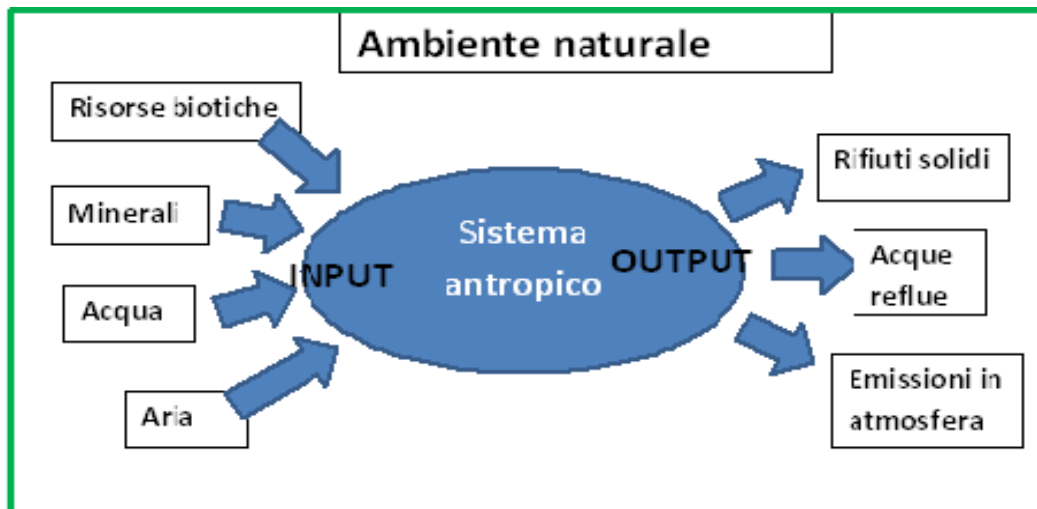 Ambiente naturale
Risorse biotiche
Minerali
Acqua
Aria
INPUT
Sistema
antropico
OUTPUT
Rifiuti solidi
Acque
reflue
Emissioni in
atmosfera